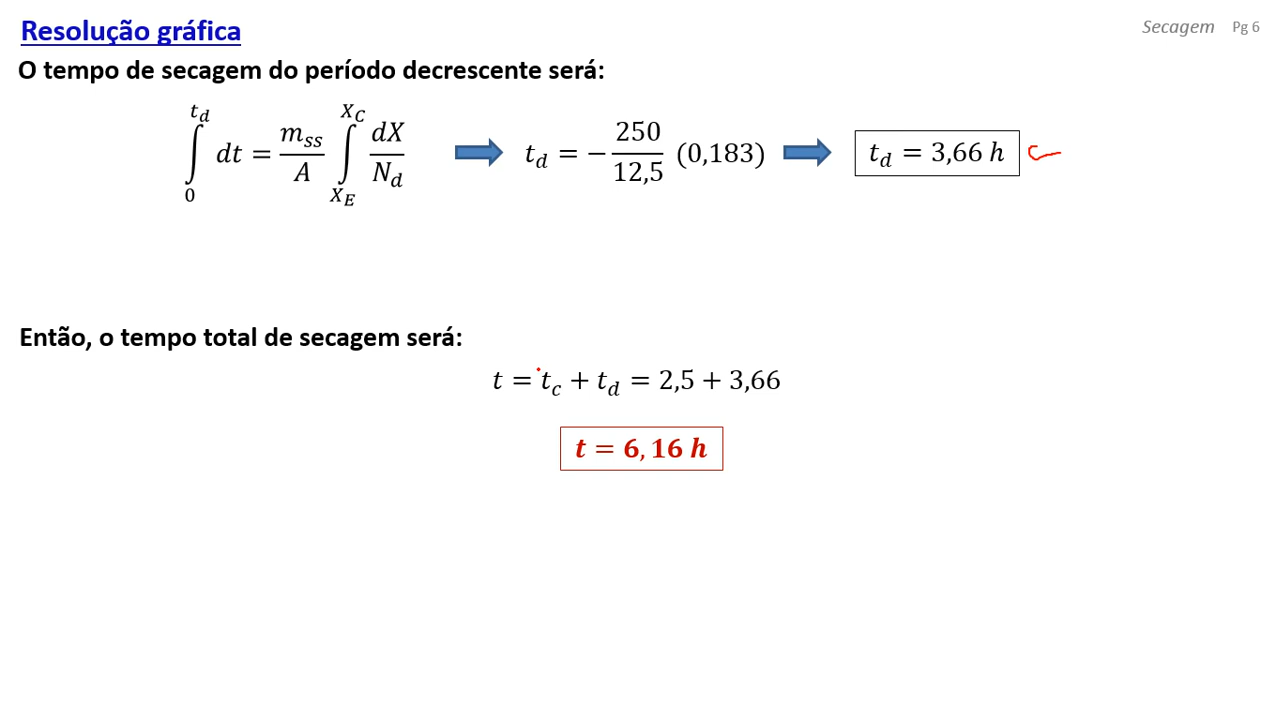 Resolução gráfica
Secagem Pg 6
O tempo de secagem do período decrescente será:
∫₀^{t_d} dt = m_ss/A ∫_{X_E}^{X_C} dX/N_d → t_d = − 250/12,5 (0,183) → t_d = 3,66 h
Então, o tempo total de secagem será:
t = t_c + t_d = 2,5 + 3,66
t = 6,16 h